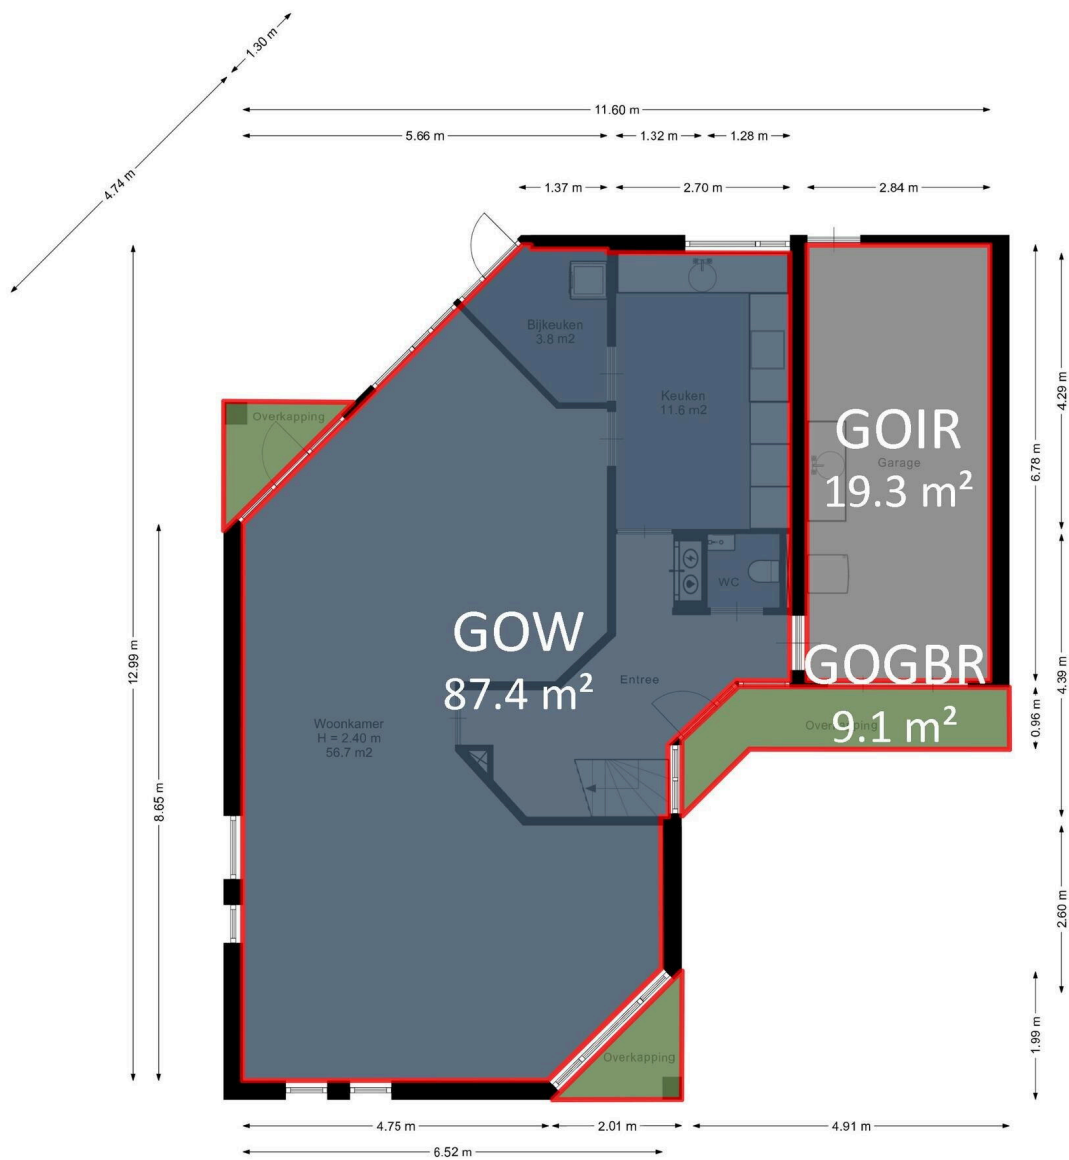 1.30 m
4.74 m
11.60 m
5.66 m
1.32 m
1.28 m
1.37 m
2.70 m
2.84 m
Bijkeuken
3.8 m2
Keuken
11.6 m2
Overkapping
GOIR
19.3 m²
Garage
4.29 m
6.78 m
WC
GOW
87.4 m²
Entree
GOGBR
9.1 m²
Overkapping
Woonkamer
H = 2.40 m
56.7 m2
12.99 m
8.65 m
0.96 m
4.39 m
2.60 m
1.99 m
Overkapping
4.75 m
2.01 m
4.91 m
6.52 m